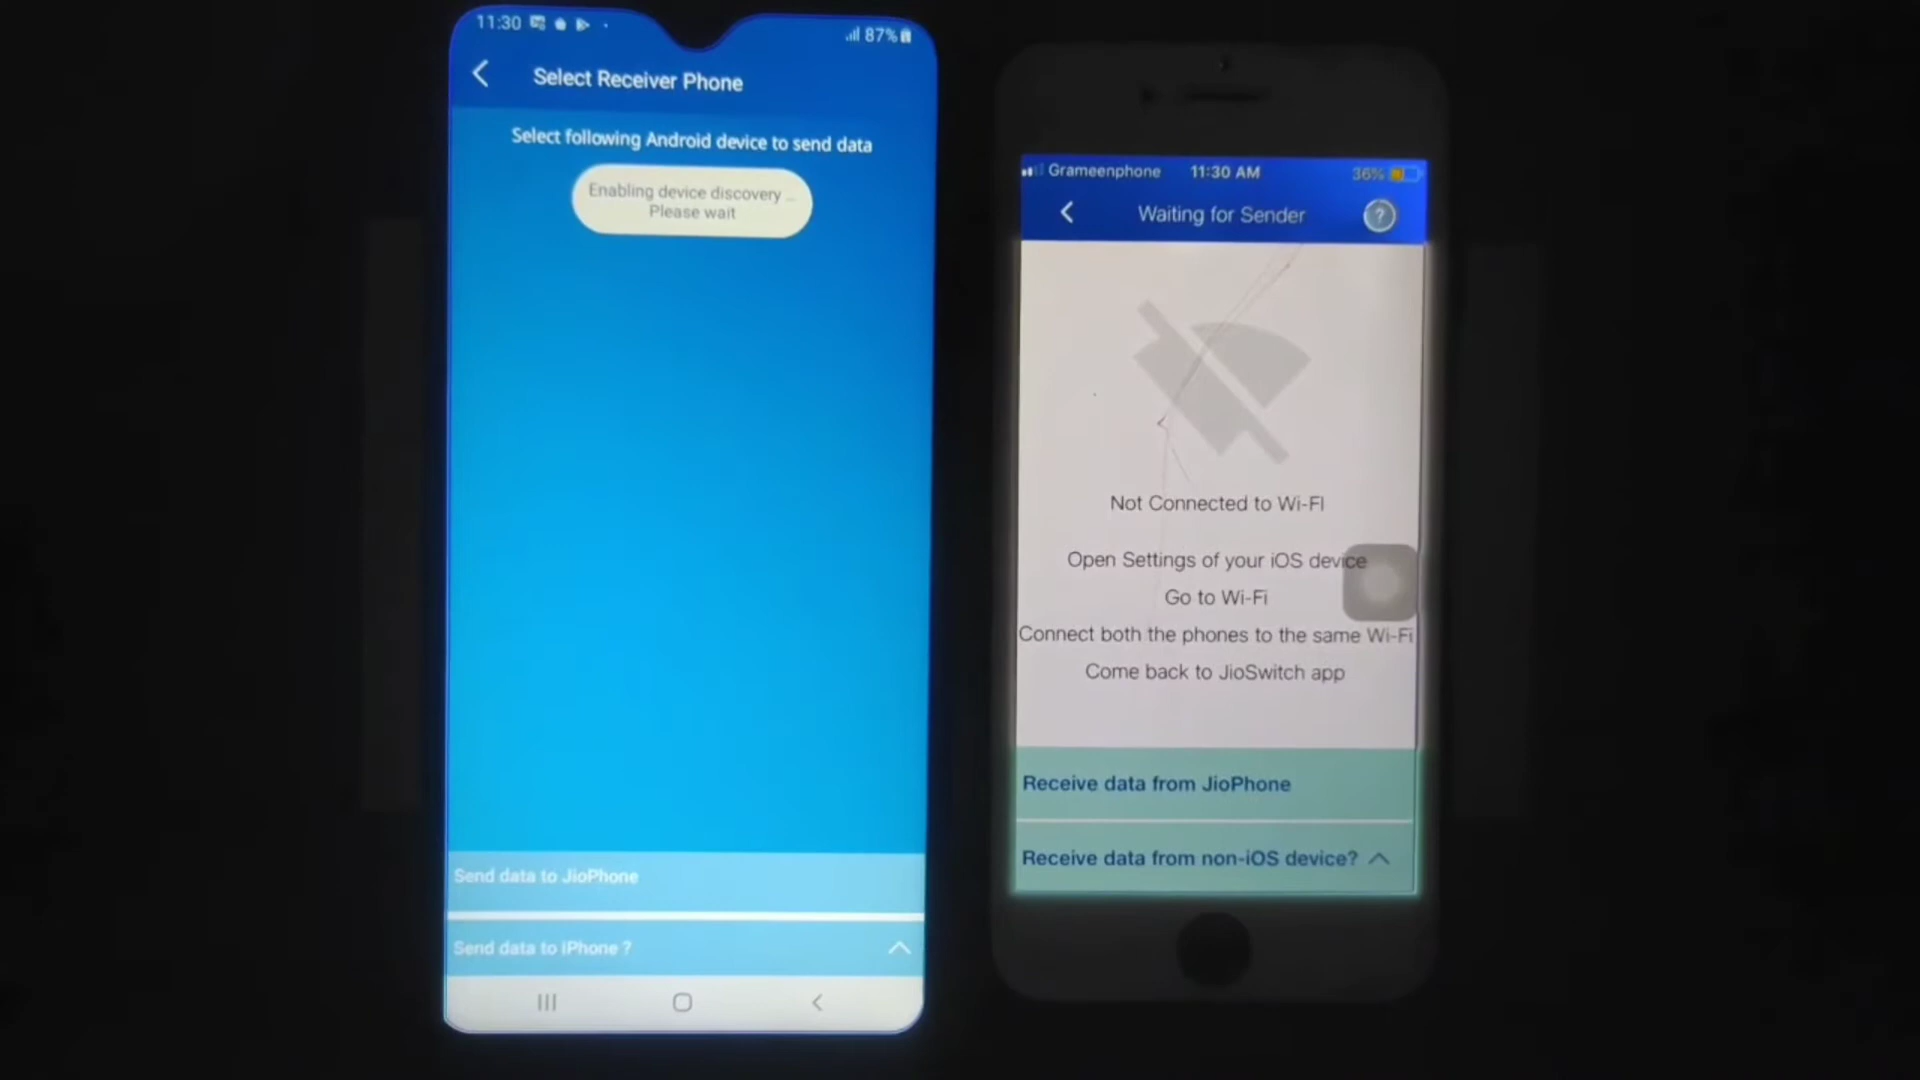 11:30
87%
Select Receiver Phone
Select following Android device to send data
Enabling device discovery ...
Please wait
Send data to JioPhone
Send data to iPhone ?
Grameenphone 11:30 AM 36%
Waiting for Sender ?
Not Connected to Wi-FI
Open Settings of your iOS device
Go to Wi-Fi
Connect both the phones to the same Wi-Fi
Come back to JioSwitch app
Receive data from JioPhone
Receive data from non-iOS device?